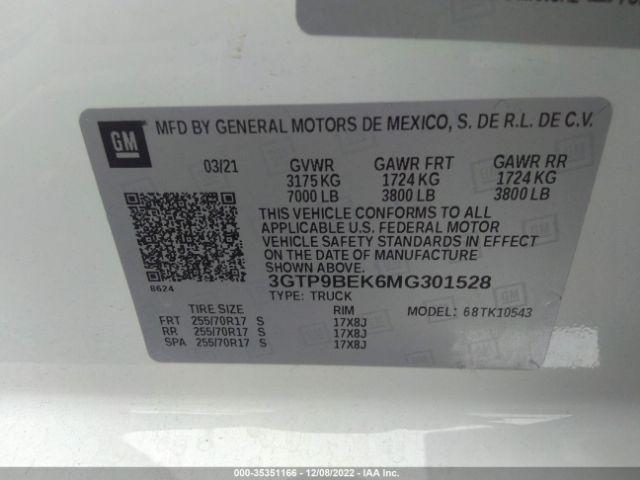 GM
MFD BY GENERAL MOTORS DE MEXICO, S. DE R.L. DE C.V.
03/21 GVWR GAWR FRT GAWR RR
3175 KG 1724 KG 1724 KG
7000 LB 3800 LB 3800 LB
THIS VEHICLE CONFORMS TO ALL
APPLICABLE U.S. FEDERAL MOTOR
VEHICLE SAFETY STANDARDS IN EFFECT
ON THE DATE OF MANUFACTURE
SHOWN ABOVE.
8624
3GTP9BEK6MG301528
TYPE: TRUCK
TIRE SIZE RIM MODEL: 68TK10543
FRT 255/70R17 S 17X8J
RR 255/70R17 S 17X8J
SPA 255/70R17 S 17X8J
000-35351166 - 12/08/2022 - IAA Inc.